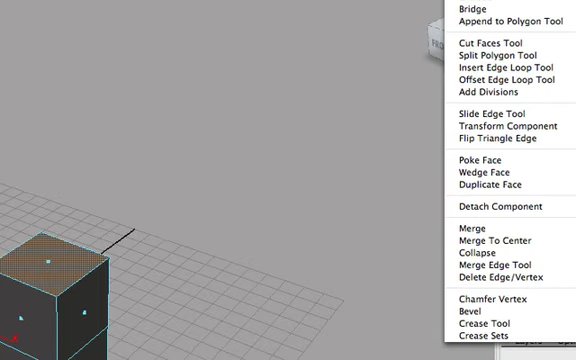 Bridge
Append to Polygon Tool
FRO
Cut Faces Tool
Split Polygon Tool
Insert Edge Loop Tool
Offset Edge Loop Tool
Add Divisions
Slide Edge Tool
Transform Component
Flip Triangle Edge
Poke Face
Wedge Face
Duplicate Face
Detach Component
Merge
Merge To Center
Collapse
Merge Edge Tool
Delete Edge/Vertex
Chamfer Vertex
Bevel
Crease Tool
Crease Sets